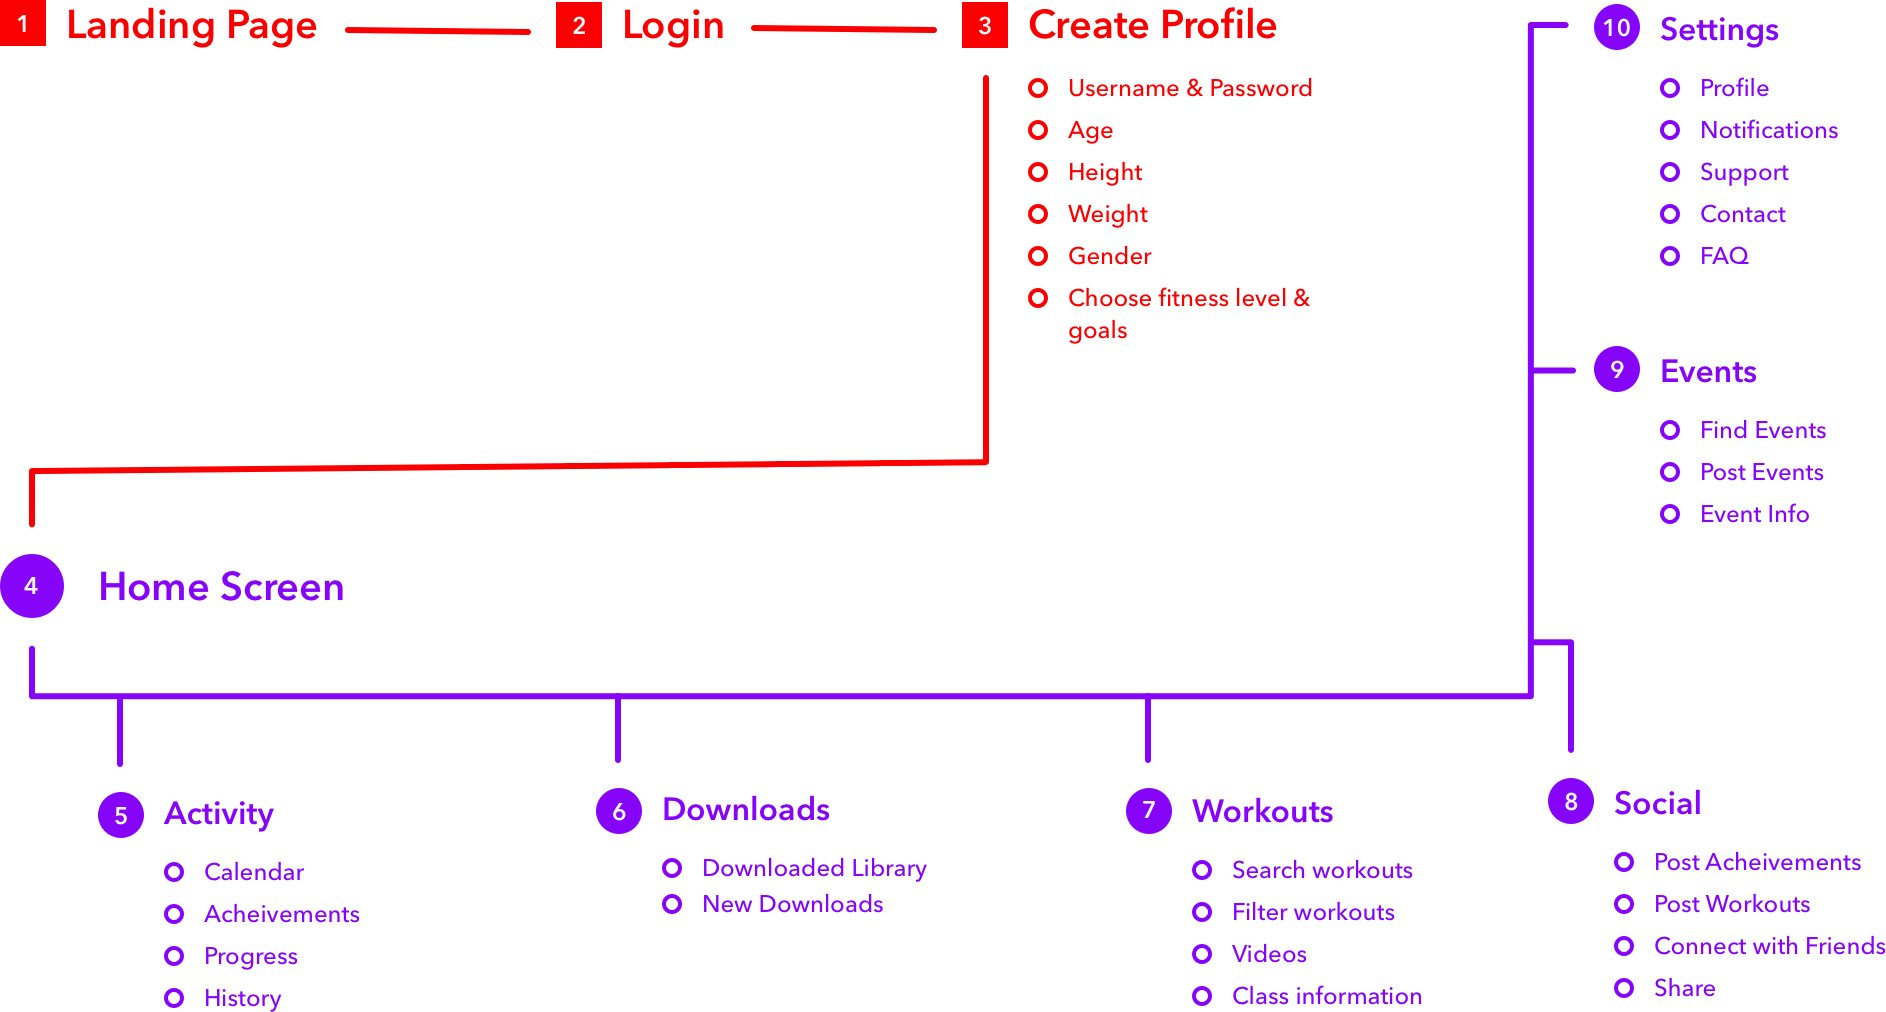 1 Landing Page
2 Login
3 Create Profile
Username & Password
Age
Height
Weight
Gender
Choose fitness level &
goals
10 Settings
Profile
Notifications
Support
Contact
FAQ
9 Events
Find Events
Post Events
Event Info
4 Home Screen
5 Activity
Calendar
Acheivements
Progress
History
6 Downloads
Downloaded Library
New Downloads
7 Workouts
Search workouts
Filter workouts
Videos
Class information
8 Social
Post Acheivements
Post Workouts
Connect with Friends
Share